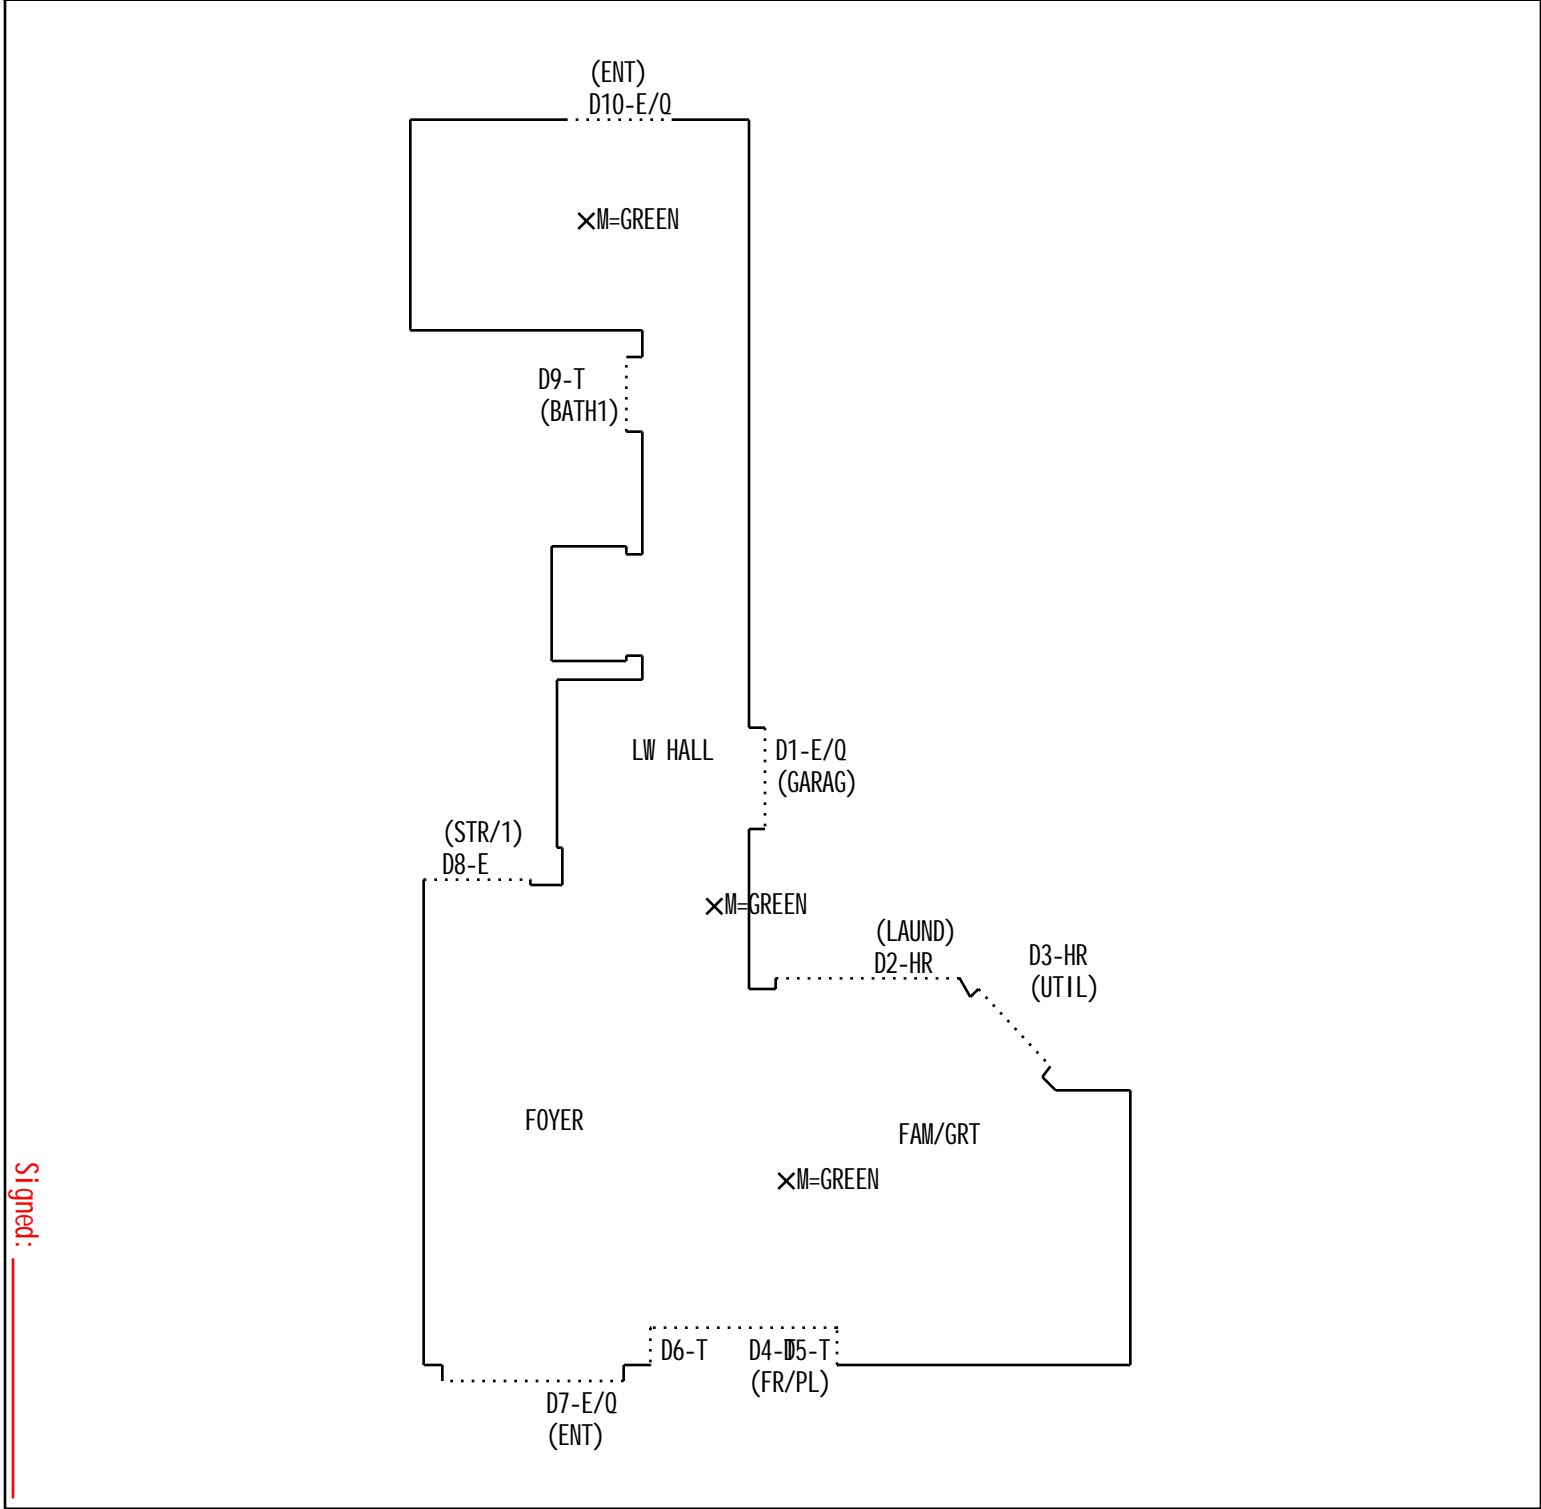 (ENT)
D10-E/Q
M=GREEN
D9-T
(BATH1)
LW HALL
D1-E/Q
(GARAG)
(STR/1)
D8-E
M=GREEN
(LAUND)
D2-HR
D3-HR
(UTIL)
FOYER
FAM/GRT
M=GREEN
Signed:
D6-T
D4-T
D5-T
(FR/PL)
D7-E/Q
(ENT)